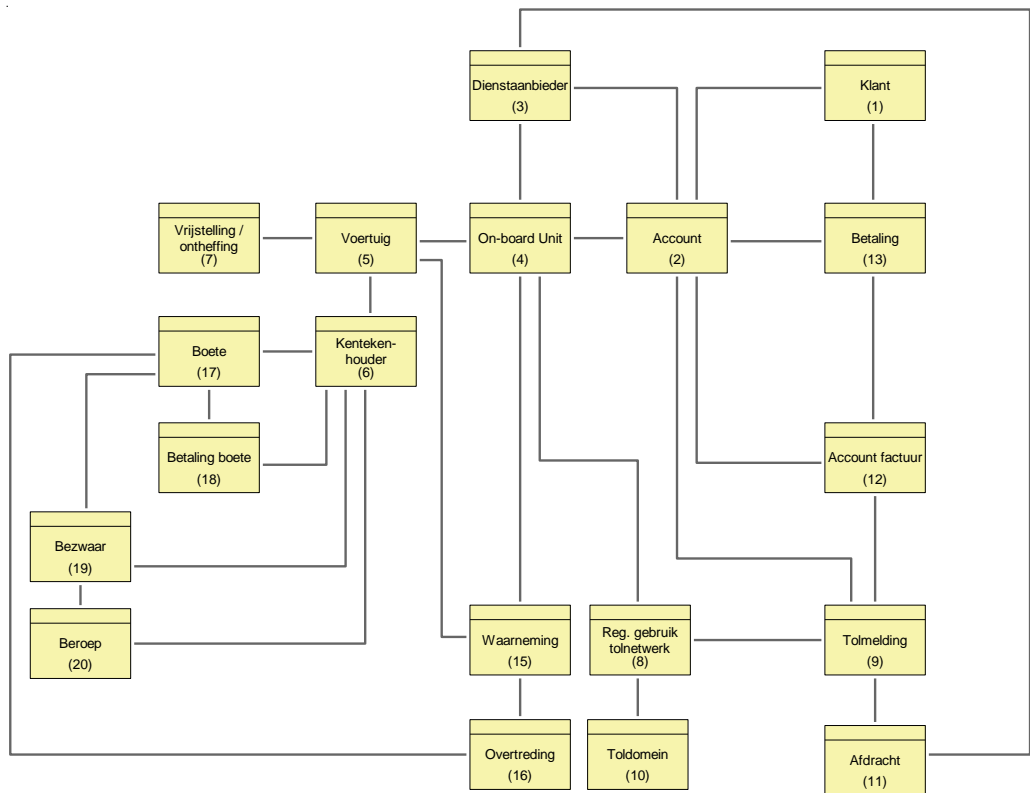 Dienstaanbieder
(3)
Klant
(1)
Vrijstelling /
ontheffing
(7)
Voertuig
(5)
On-board Unit
(4)
Account
(2)
Betaling
(13)
Boete
(17)
Kenteken-
houder
(6)
Betaling boete
(18)
Account factuur
(12)
Bezwaar
(19)
Beroep
(20)
Waarneming
(15)
Reg. gebruik
tolnetwerk
(8)
Tolmelding
(9)
Overtreding
(16)
Toldomein
(10)
Afdracht
(11)